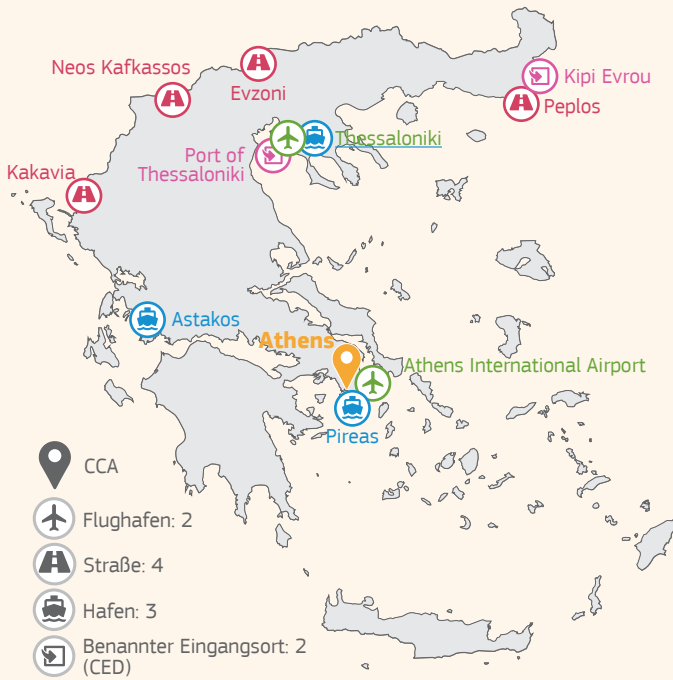 Neos Kafkassos
Evzoni
Kipi Evrou
Peplos
Thessaloniki
Port of
Thessaloniki
Kakavia
Astakos
Athens
Athens International Airport
Pireas
CCA
Flughafen: 2
Straße: 4
Hafen: 3
Benannter Eingangsort: 2
(CED)